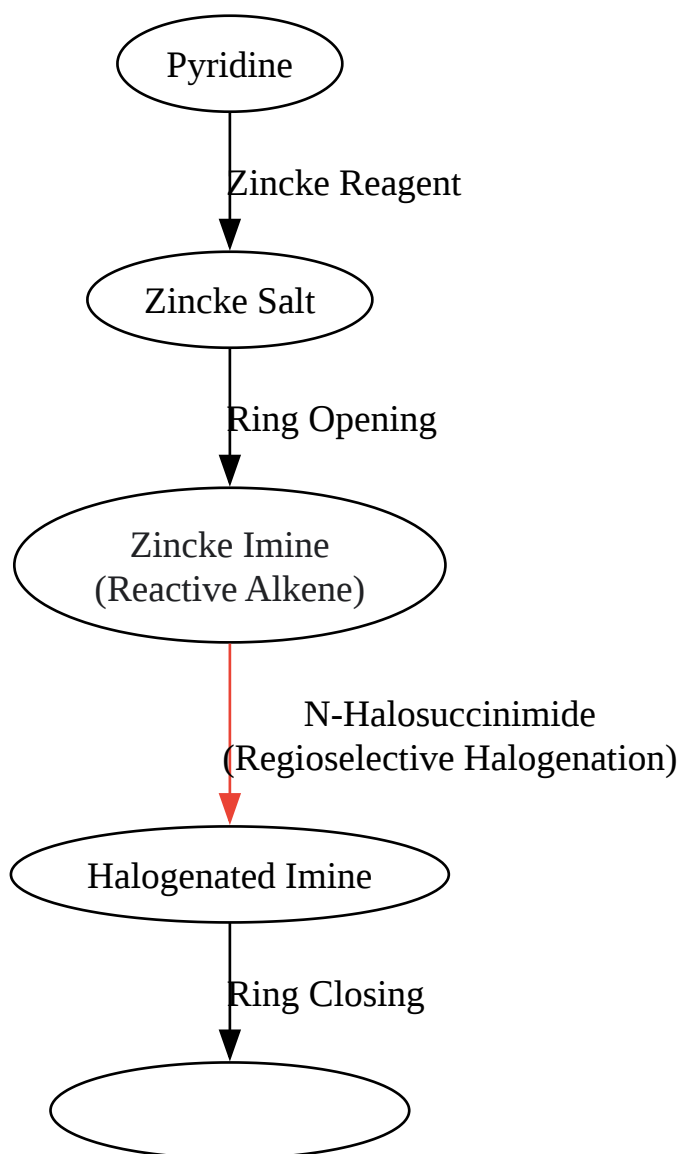 Pyridine
Zincke Reagent
Zincke Salt
Ring Opening
Zincke Imine
(Reactive Alkene)
N-Halosuccinimide
(Regioselective Halogenation)
Halogenated Imine
Ring Closing